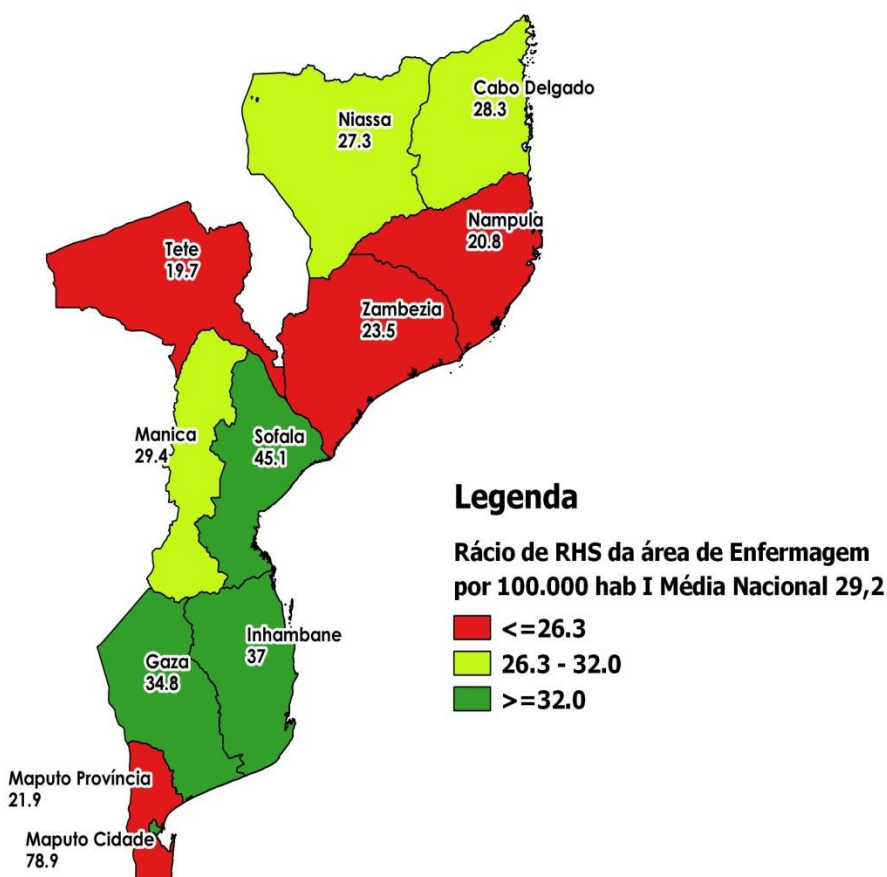 Cabo Delgado
28.3
Niassa
27.3
Nampula
20.8
Tete
19.7
Zambezia
23.5
Manica
29.4
Sofala
45.1
Inhambane
37
Gaza
34.8
Maputo Província
21.9
Maputo Cidade
78.9
Legenda
Rácio de RHS da área de Enfermagem
por 100.000 hab I Média Nacional 29,2
<=26.3
26.3 - 32.0
>=32.0